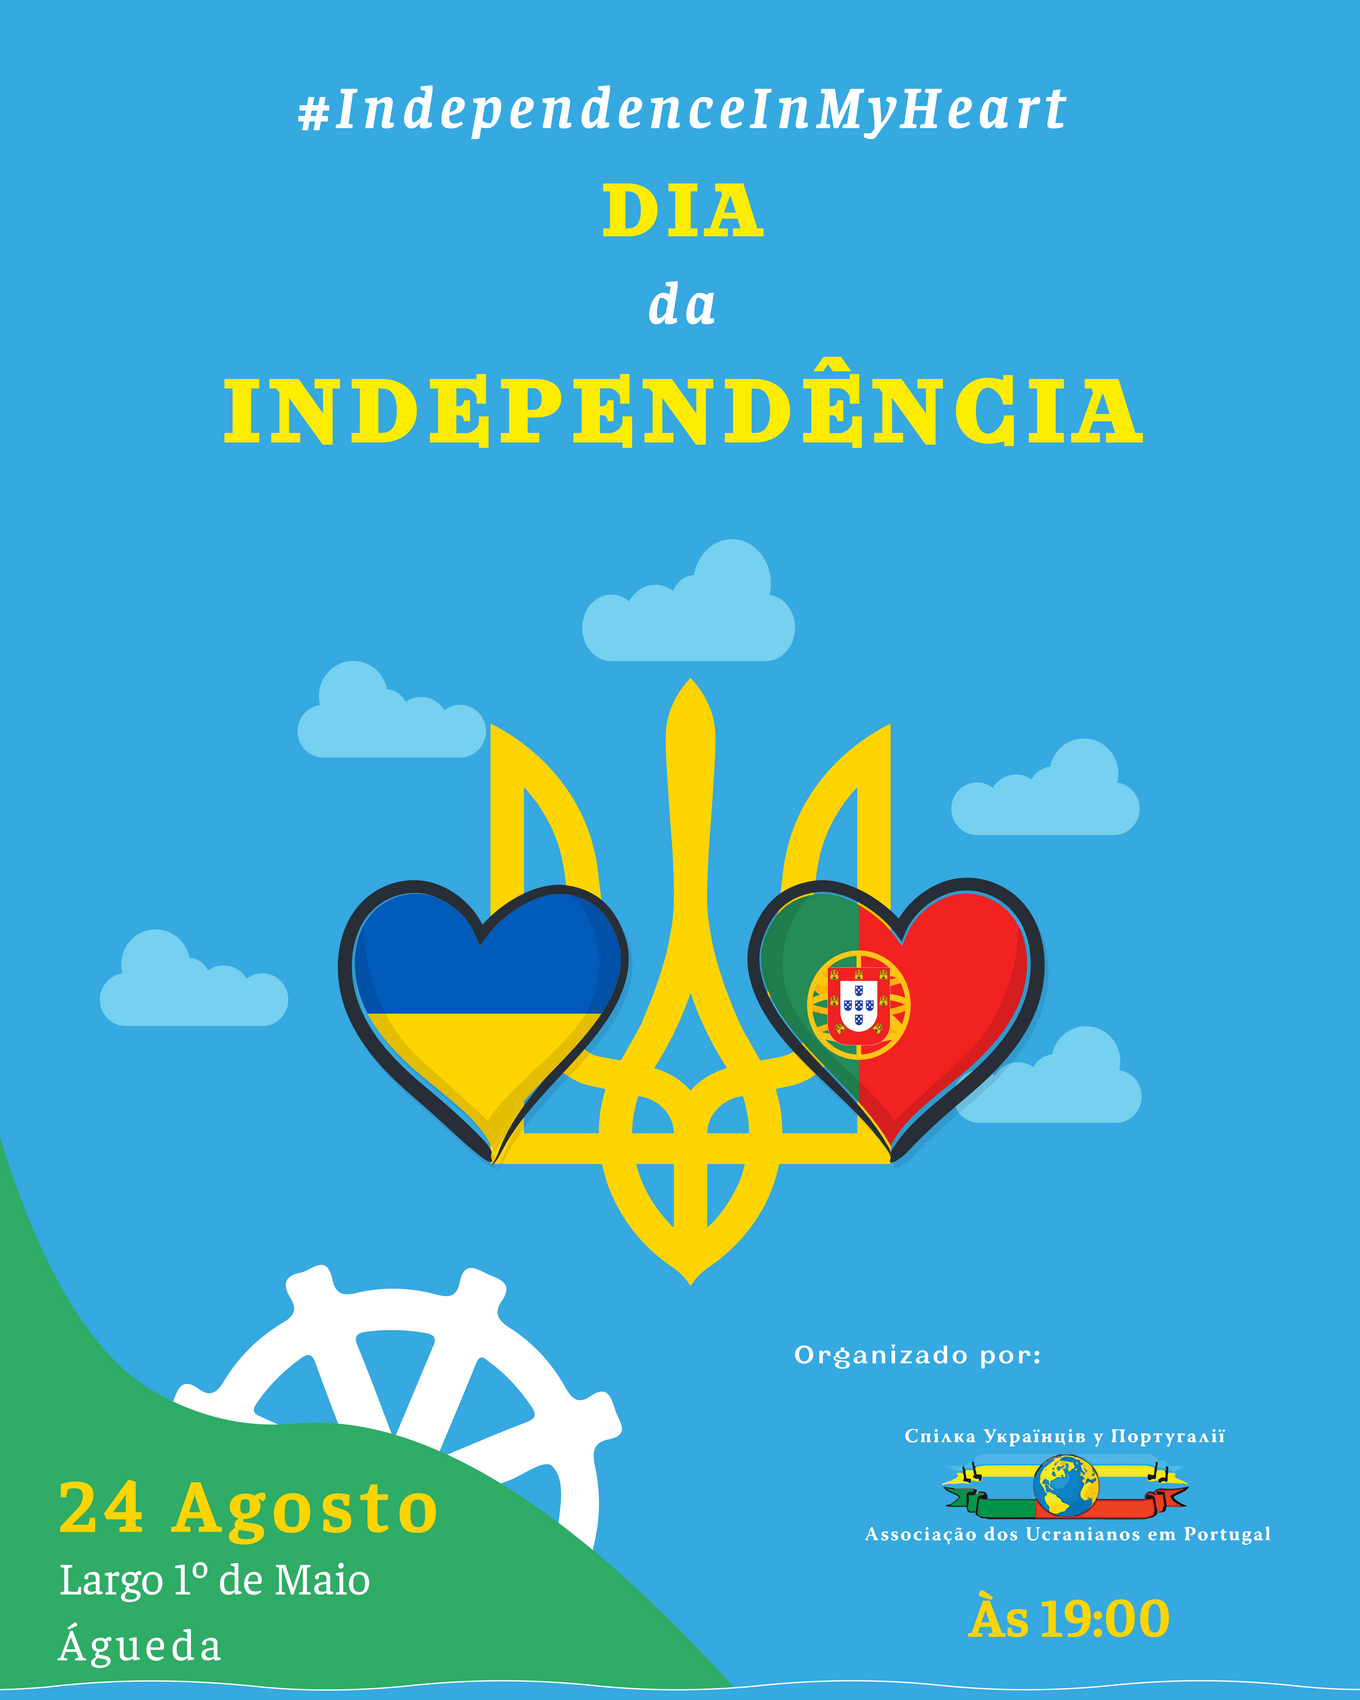 #IndependenceInMyHeart
DIA
da
INDEPENDÊNCIA
Organizado por:
Спілка Українців у Португалії
Associação dos Ucranianos em Portugal
24 Agosto
Largo 1º de Maio
Águeda
Às 19:00